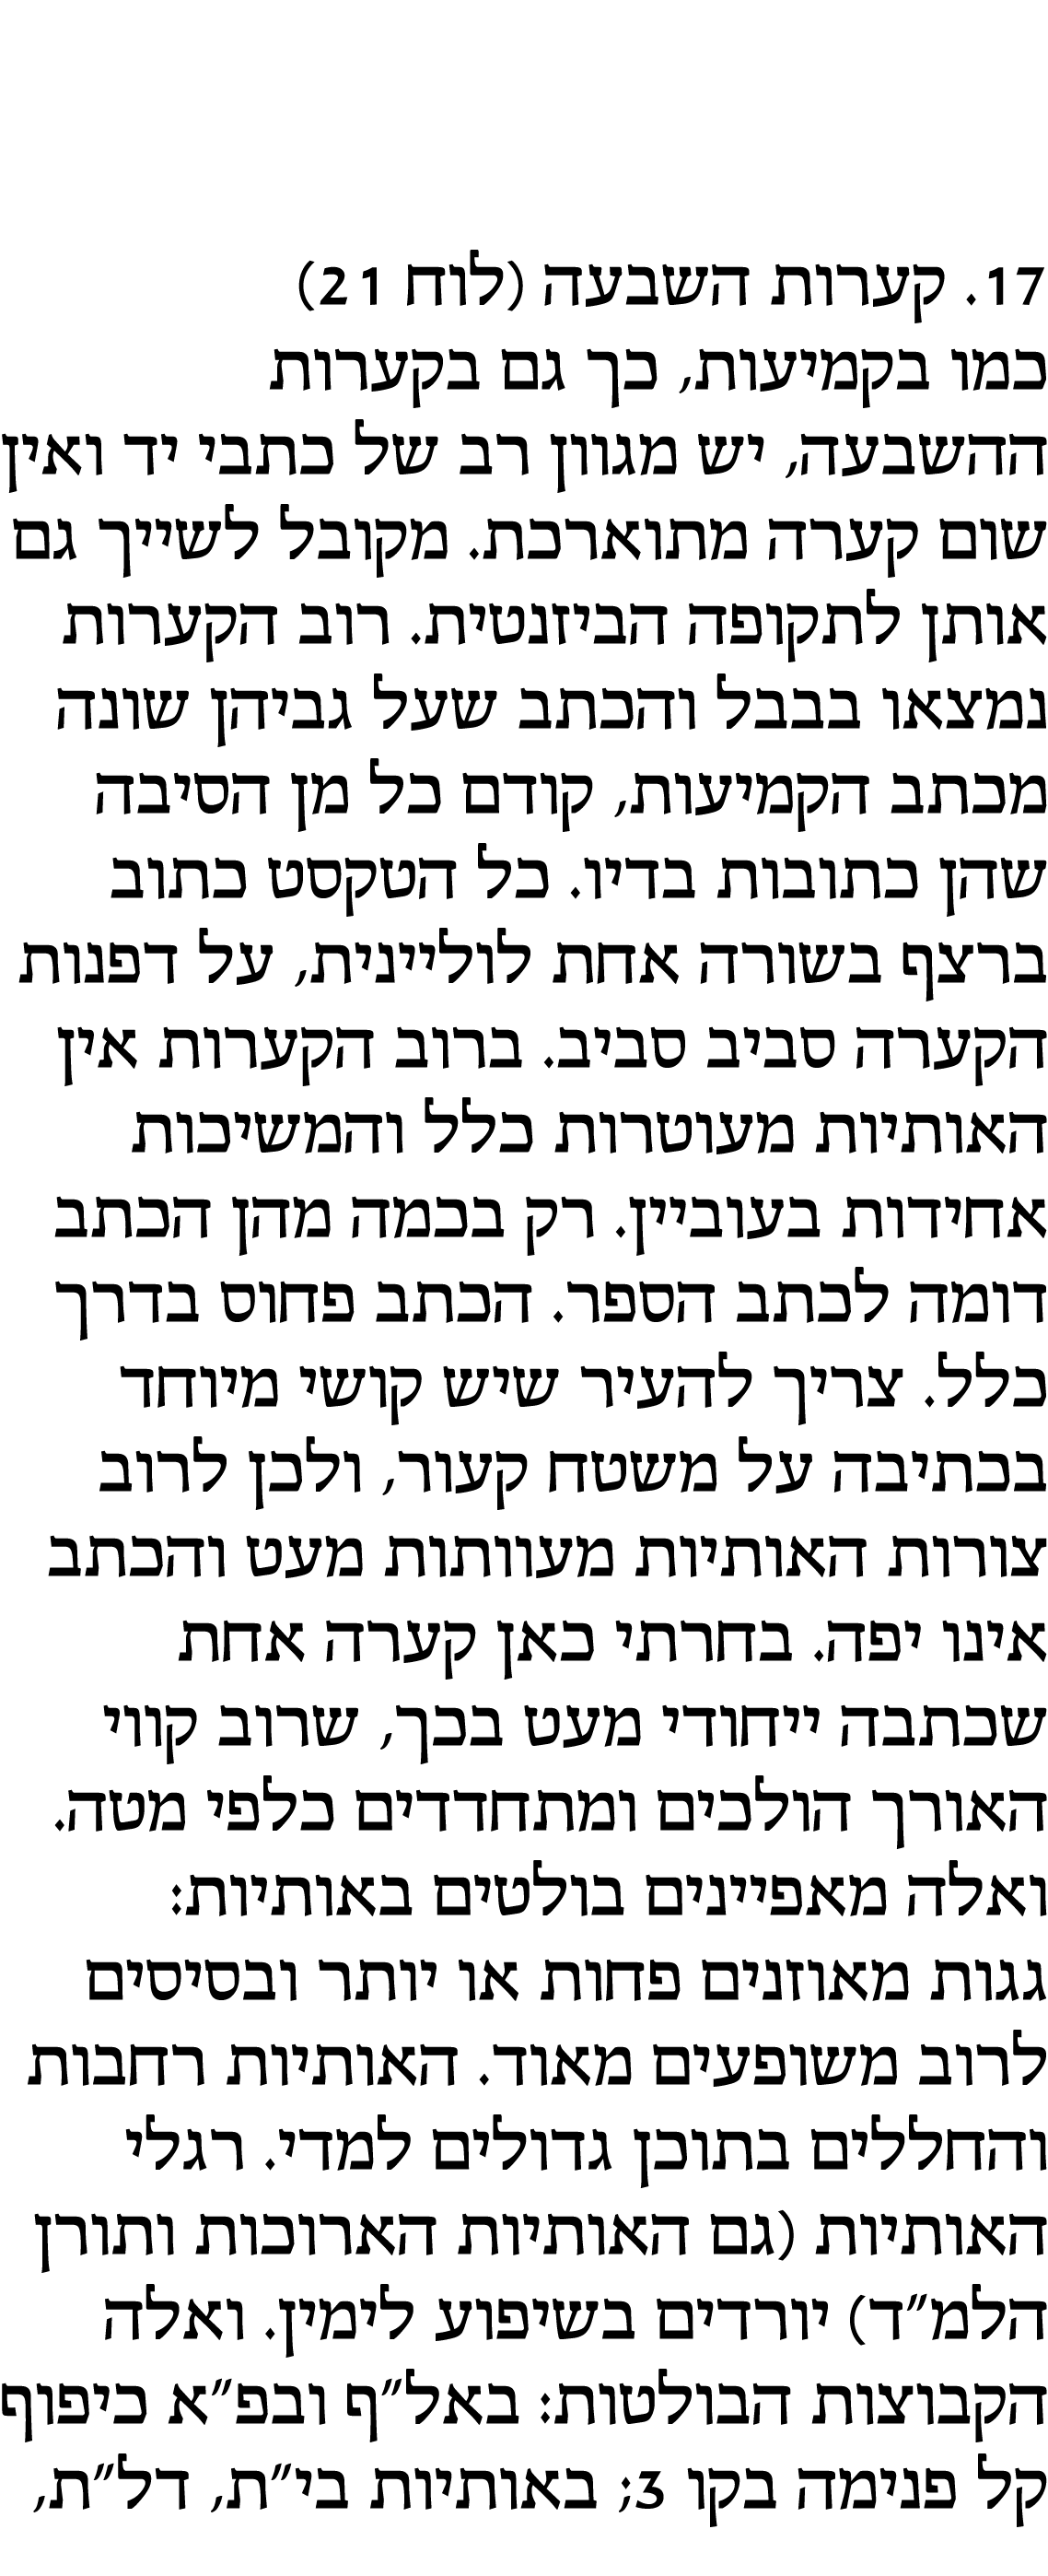 17. קערות השבעה (לוח 21)
כמו בקמיעות, כך גם בקערות
ההשבעה, יש מגוון רב של כתבי יד ואין
שום קערה מתוארכת. מקובל לשייך גם
אותן לתקופה הביזנטית. רוב הקערות
נמצאו בבבל והכתב שעל גביהן שונה
מכתב הקמיעות, קודם כל מן הסיבה
שהן כתובות בדיו. כל הטקסט כתוב
ברצף בשורה אחת לוליינית, על דפנות
הקערה סביב סביב. ברוב הקערות אין
האותיות מעוטרות כלל והמשיכות
אחידות בעוביין. רק בכמה מהן הכתב
דומה לכתב הספר. הכתב פחוס בדרך
כלל. צריך להעיר שיש קושי מיוחד
בכתיבה על משטח קעור, ולכן לרוב
צורות האותיות מעוותות מעט והכתב
אינו יפה. בחרתי כאן קערה אחת
שכתבה ייחודי מעט בכך, שרוב קווי
האורך הולכים ומתחדדים כלפי מטה.
ואלה מאפיינים בולטים באותיות:
גגות מאוזנים פחות או יותר ובסיסים
לרוב משופעים מאוד. האותיות רחבות
והחללים בתוכן גדולים למדי. רגלי
האותיות (גם האותיות הארוכות ותורן
הלמ״ד) יורדים בשיפוע לימין. ואלה
הקבוצות הבולטות: באל״ף ובפ״א כיפוף
קל פנימה בקו 3; באותיות בי״ת, דל״ת,